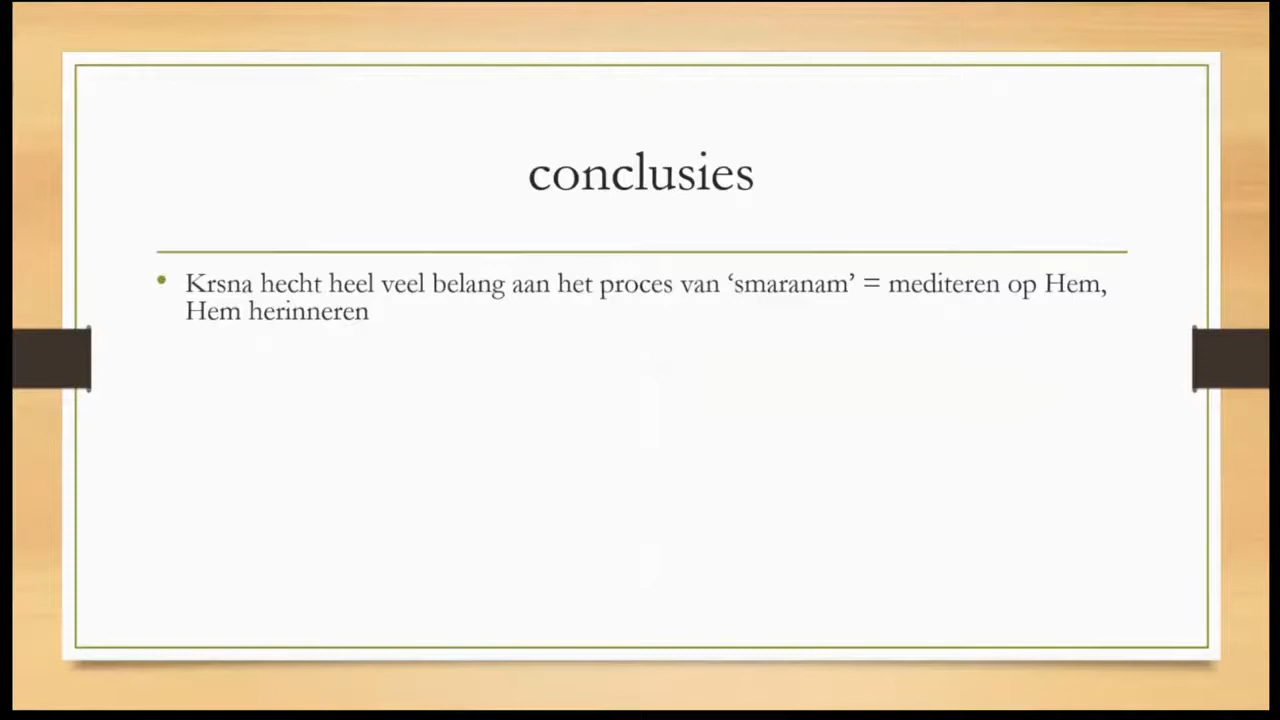 conclusies
• Krsna hecht heel veel belang aan het proces van ‘smaranam’ = mediteren op Hem,
Hem herinneren